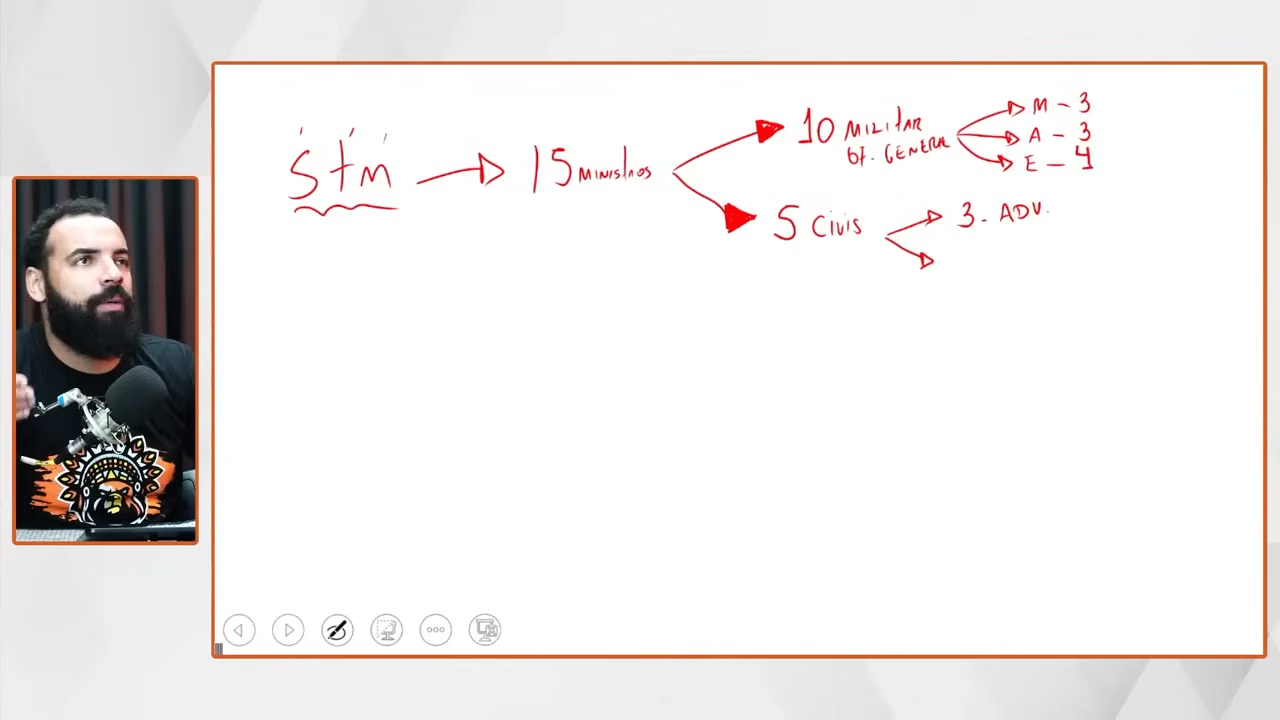 STM
15 MINISTROS
10 MILITAR
OF. GENERAL
M - 3
A - 3
E - 4
5 CIVIS
3 - ADV.